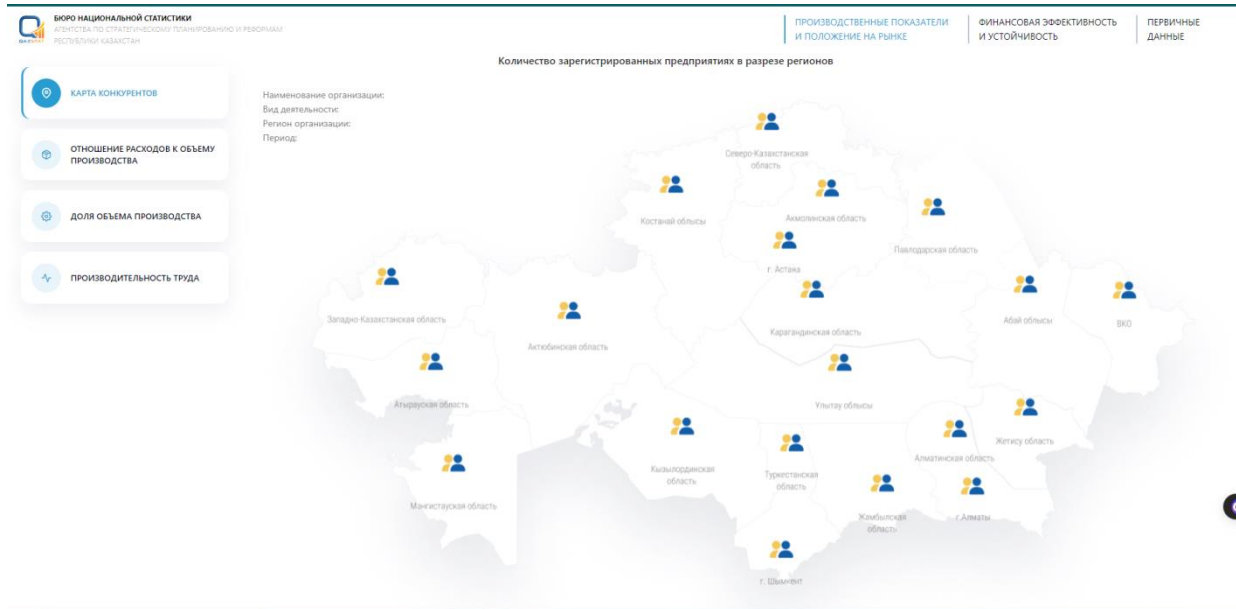 БЮРО НАЦИОНАЛЬНОЙ СТАТИСТИКИ
АГЕНТСТВА ПО СТРАТЕГИЧЕСКОМУ ПЛАНИРОВАНИЮ И РЕФОРМАМ
РЕСПУБЛИКИ КАЗАХСТАН
ПРОИЗВОДСТВЕННЫЕ ПОКАЗАТЕЛИ
И ПОЛОЖЕНИЕ НА РЫНКЕ
ФИНАНСОВАЯ ЭФФЕКТИВНОСТЬ
И УСТОЙЧИВОСТЬ
ПЕРВИЧНЫЕ
ДАННЫЕ
Количество зарегистрированных предприятиях в разрезе регионов
КАРТА КОНКУРЕНТОВ
ОТНОШЕНИЕ РАСХОДОВ К ОБЪЕМУ
ПРОИЗВОДСТВА
ДОЛЯ ОБЪЕМА ПРОИЗВОДСТВА
ПРОИЗВОДИТЕЛЬНОСТЬ ТРУДА
Наименование организации:
Вид деятельности:
Регион организации:
Период:
Северо-Казахстанская
область
Костанай облысы
Акмолинская область
Павлодарская область
г. Астана
Западно-Казахстанская область
Актюбинская область
Карагандинская область
Абай облысы
ВКО
Атырауская область
Улытау облысы
Жетису область
Алматинская область
Кызылординская
область
Туркестанская
область
Мангистауская область
Жамбылская
область
г.Алматы
г. Шымкент